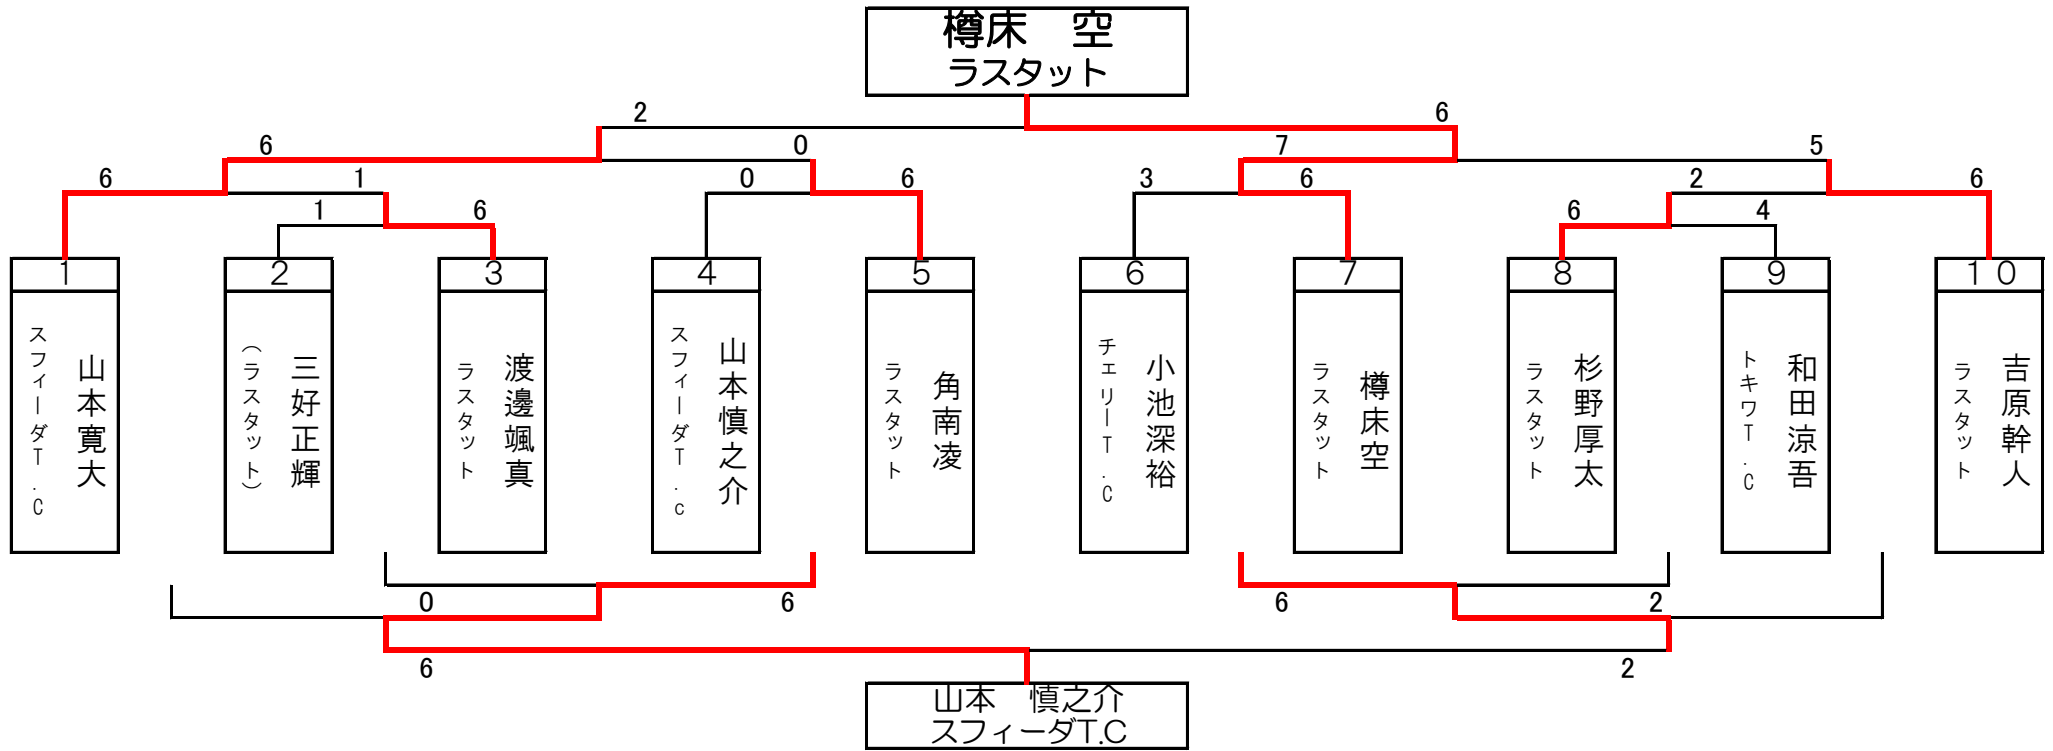 樽床　空
ラスタット
2
6
6
0
7
5
6
1
0
6
3
6
2
6
1
6
6
4
1
2
3
4
5
6
7
8
9
10
山本寛大
スフィーダT.C
三好正輝
(ラスタット)
渡邊颯真
ラスタット
山本慎之介
スフィーダT.c
角南凌
ラスタット
小池深裕
チェリーT.C
樽床空
ラスタット
杉野厚太
ラスタット
和田涼吾
トキワT.C
吉原幹人
ラスタット
0
6
6
2
6
2
山本　慎之介
スフィーダT.C